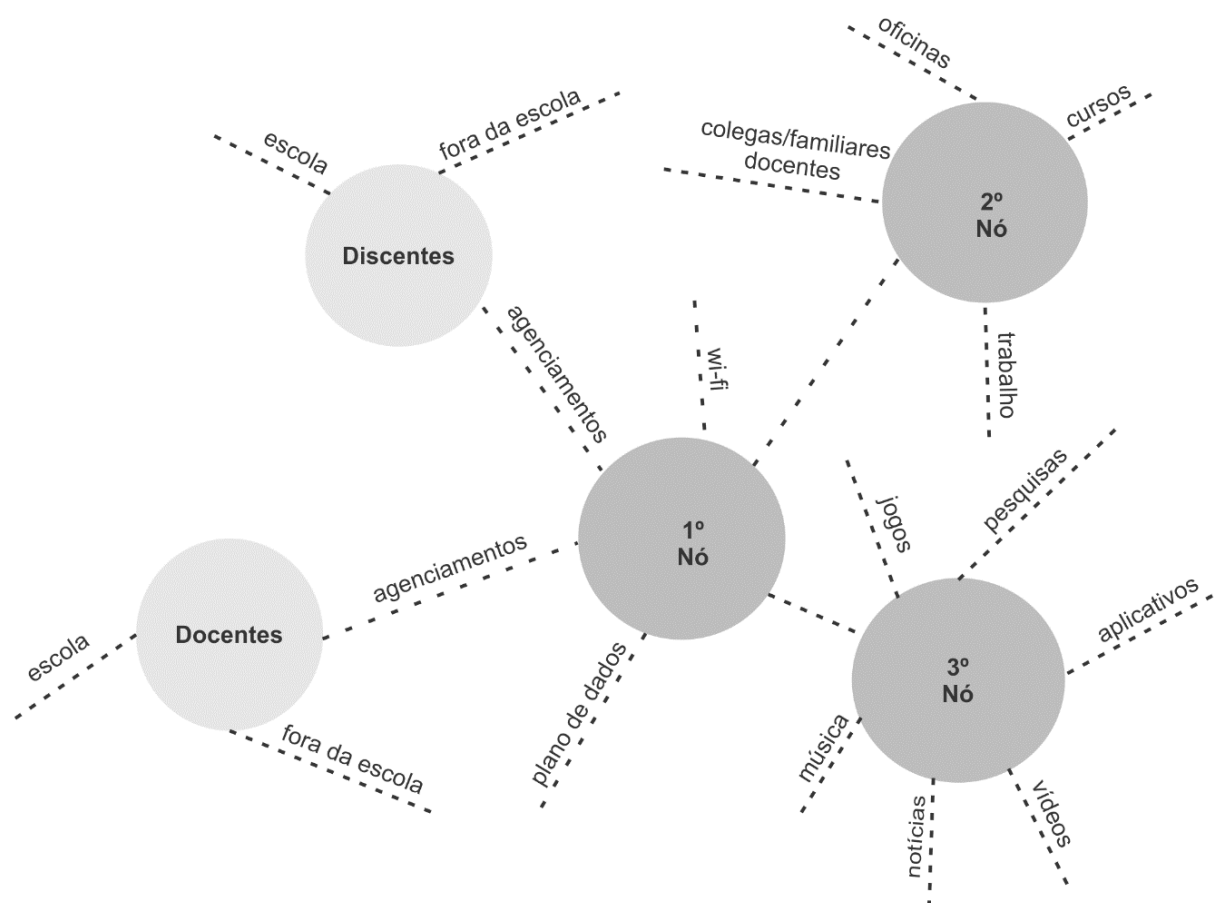 oficinas
cursos
colegas/familiares
docentes
2º
Nó
trabalho
escola
fora da escola
Discentes
agenciamentos
wi-fi
1º
Nó
agenciamentos
Docentes
escola
fora da escola
plano de dados
jogos
pesquisas
aplicativos
3º
Nó
música
notícias
vídeos